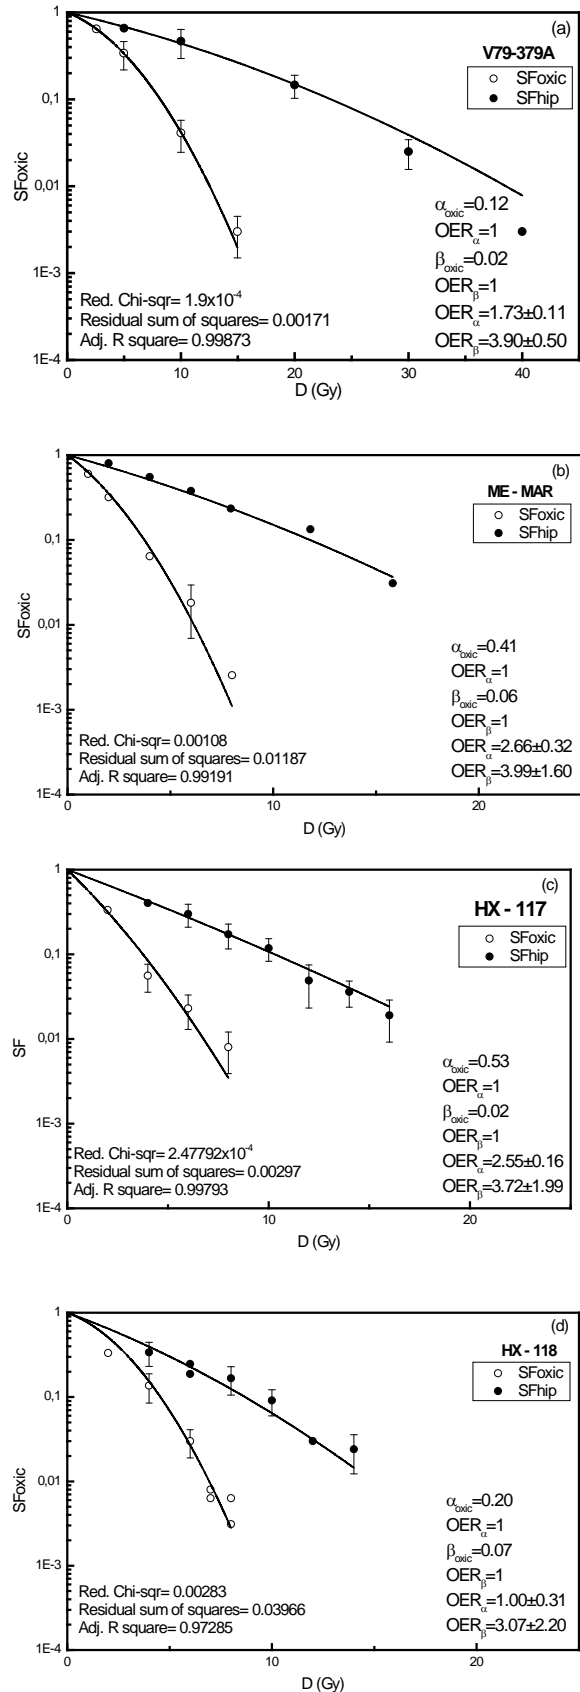 (a)
V79-379A
SFoxic
SFhip
1
0,1
0,01
1E-3
1E-4
SFoxic
αoxic=0.12
OERα=1
βoxic=0.02
OERβ=1
OERα=1.73±0.11
OERβ=3.90±0.50
Red. Chi-sqr= 1.9x10-4
Residual sum of squares= 0.00171
Adj. R square= 0.99873
0 10 20 30 40
D (Gy)
(b)
ME - MAR
SFoxic
SFhip
1
0,1
0,01
1E-3
1E-4
SFoxic
αoxic=0.41
OERα=1
βoxic=0.06
OERβ=1
OERα=2.66±0.32
OERβ=3.99±1.60
Red. Chi-sqr= 0.00108
Residual sum of squares= 0.01187
Adj. R square= 0.99191
0 20
D (Gy)
(c)
HX - 117
SFoxic
SFhip
1
0,1
0,01
1E-3
1E-4
SF
αoxic=0.53
OERα=1
βoxic=0.02
OERβ=1
OERα=2.55±0.16
OERβ=3.72±1.99
Red. Chi-sqr= 2.47792x10-4
Residual sum of squares= 0.00297
Adj. R square= 0.99793
0 10 20
D (Gy)
(d)
HX - 118
SFoxic
SFhip
1
0,1
0,01
1E-3
1E-4
SFoxic
αoxic=0.20
OERα=1
βoxic=0.07
OERβ=1
OERα=1.00±0.31
OERβ=3.07±2.20
Red. Chi-sqr= 0.00283
Residual sum of squares= 0.03966
Adj. R square= 0.97285
0 10 20
D (Gy)